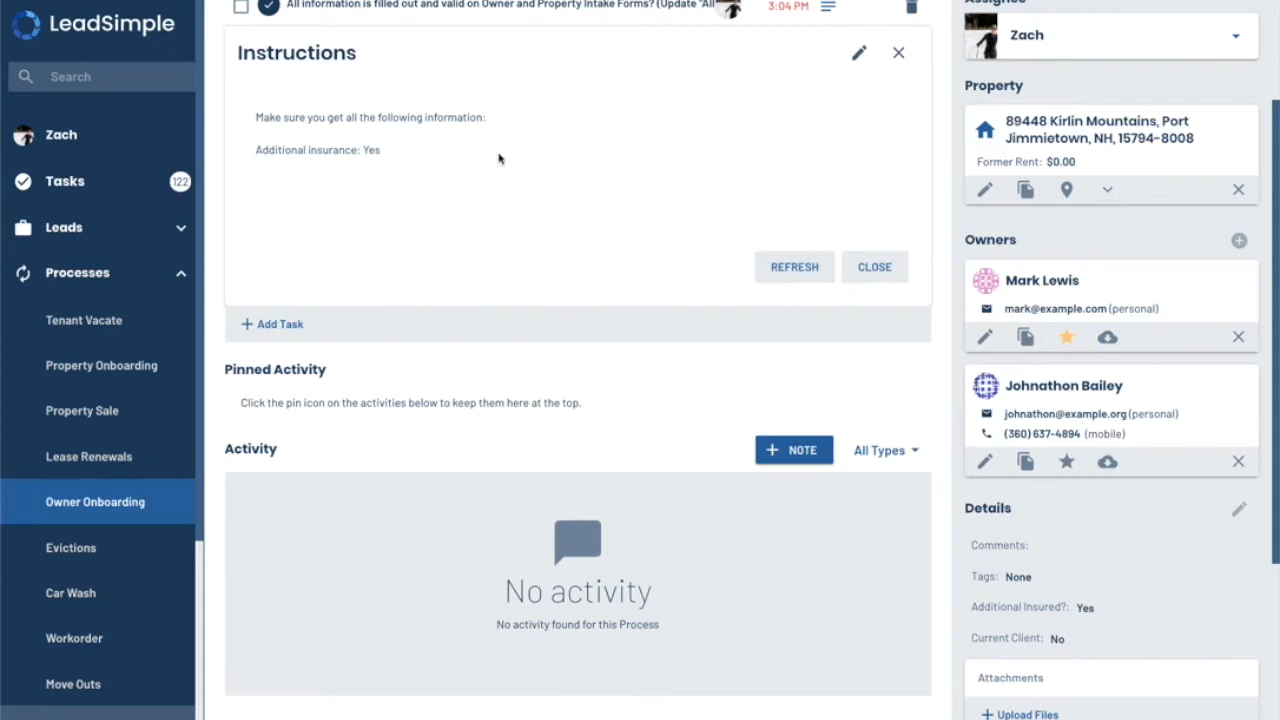 LeadSimple
Search
Zach
Tasks
122
Leads
Processes
Tenant Vacate
Property Onboarding
Property Sale
Lease Renewals
Owner Onboarding
Evictions
Car Wash
Workorder
Move Outs
All information is filled out and valid on Owner and Property Intake Forms? (Update "All
3:04 PM
Instructions
Make sure you get all the following information:
Additional insurance: Yes
REFRESH
CLOSE
+ Add Task
Pinned Activity
Click the pin icon on the activities below to keep them here at the top.
Activity
+ NOTE
All Types
No activity
No activity found for this Process
Assignee
Zach
Property
89448 Kirlin Mountains, Port
Jimmietown, NH, 15794-8008
Former Rent: $0.00
Owners
Mark Lewis
mark@example.com (personal)
Johnathon Bailey
johnathon@example.org (personal)
(360) 637-4894 (mobile)
Details
Comments:
Tags: None
Additional Insured?: Yes
Current Client: No
Attachments
+ Upload Files